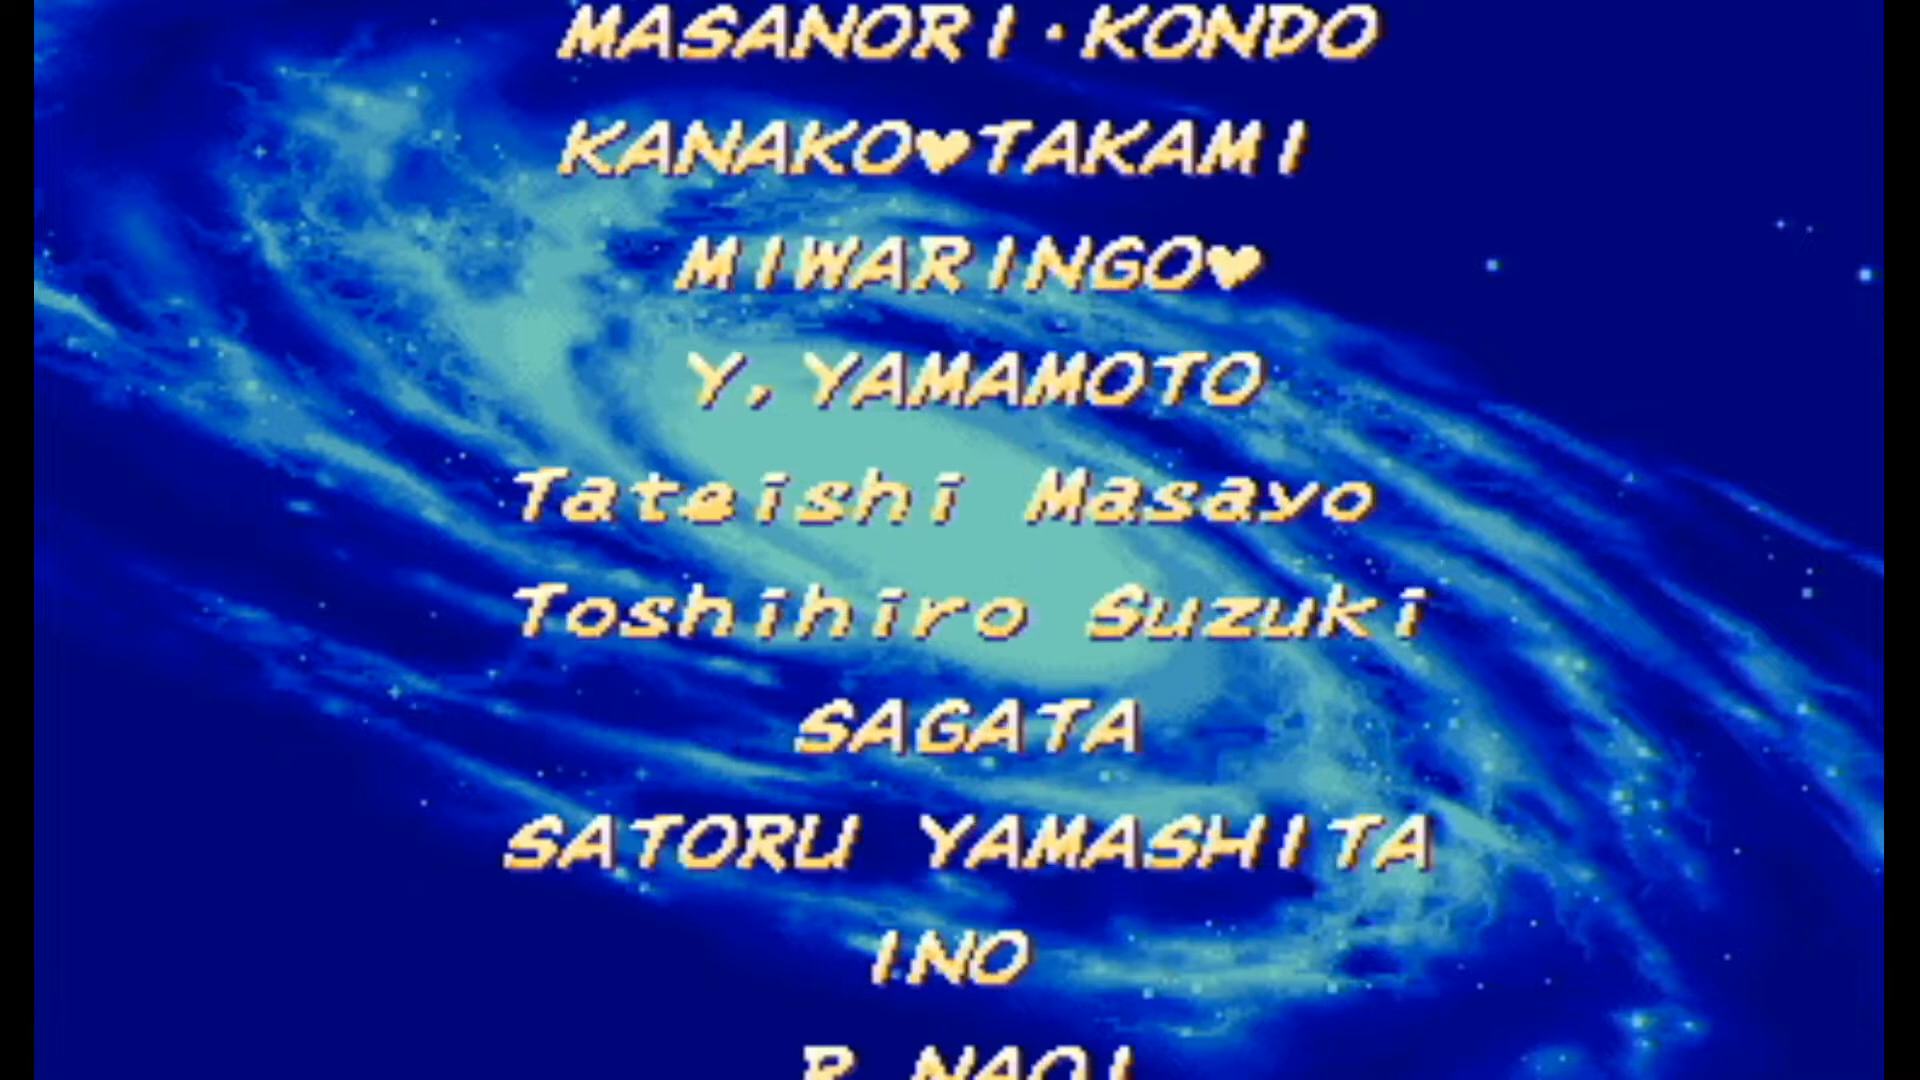 MASANORI·KONDO
KANAKO♥TAKAMI
MIWARINGO♥
Y,YAMAMOTO
Tateishi Masayo
Toshihiro Suzuki
SAGATA
SATORU YAMASHITA
INO